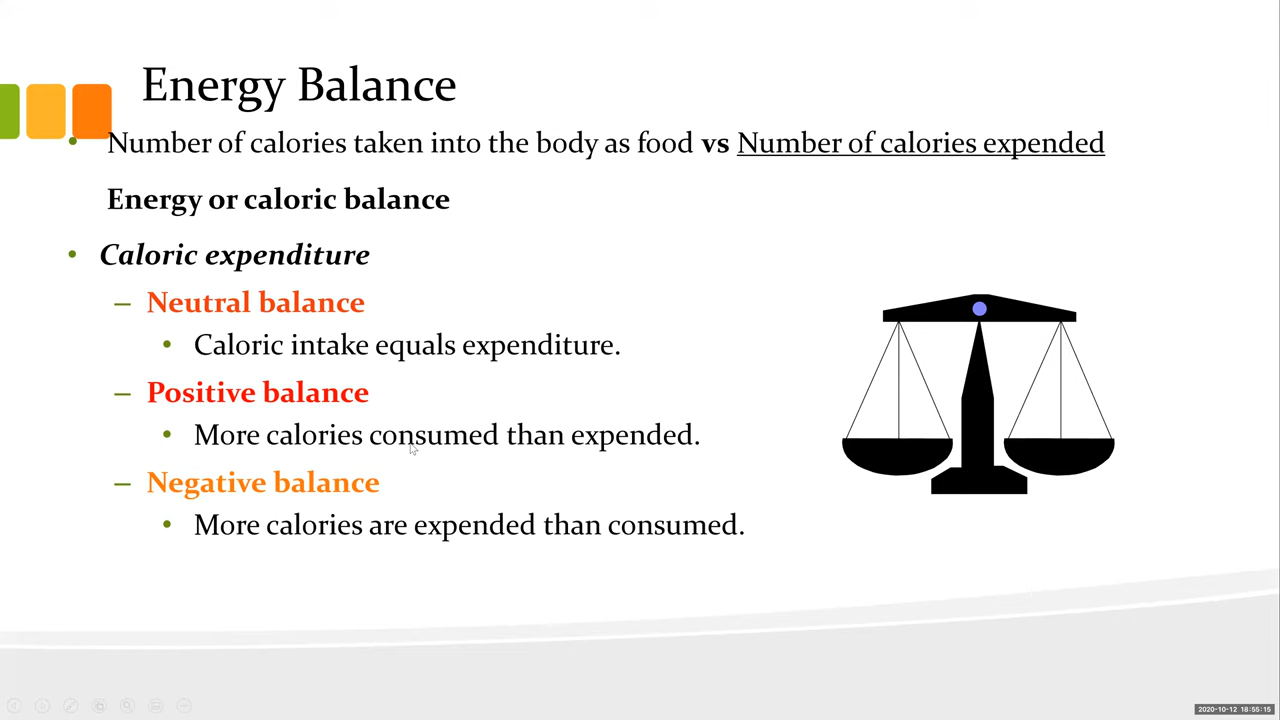 Energy Balance
• Number of calories taken into the body as food vs Number of calories expended
Energy or caloric balance
• Caloric expenditure
– Neutral balance
• Caloric intake equals expenditure.
– Positive balance
• More calories consumed than expended.
– Negative balance
• More calories are expended than consumed.
2020-10-12 18:55:15